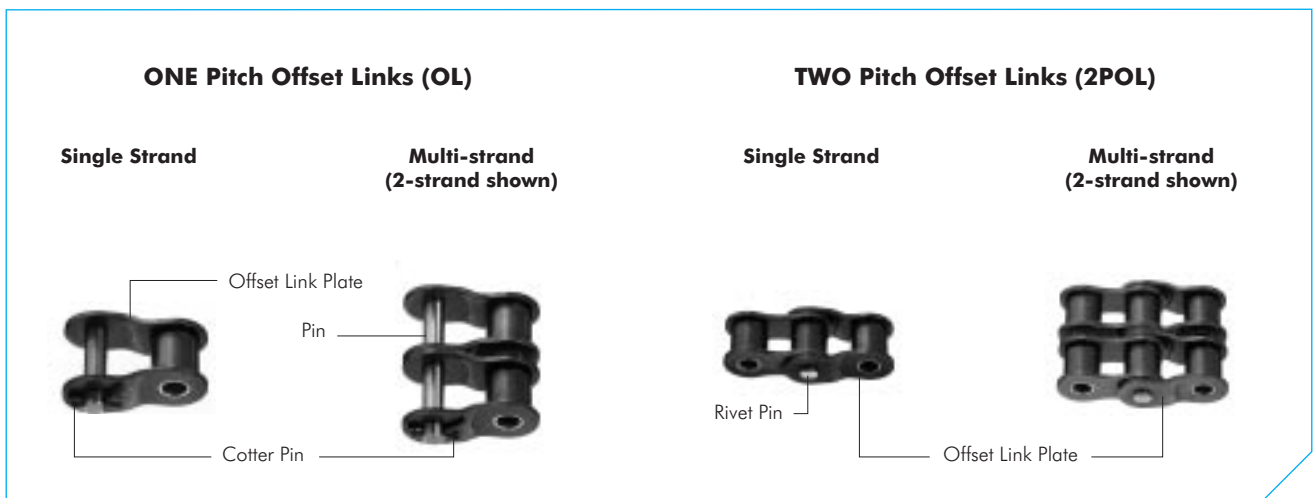 ONE Pitch Offset Links (OL)
Single Strand
Multi-strand
(2-strand shown)
Offset Link Plate
Pin
Cotter Pin
TWO Pitch Offset Links (2POL)
Single Strand
Multi-strand
(2-strand shown)
Rivet Pin
Offset Link Plate